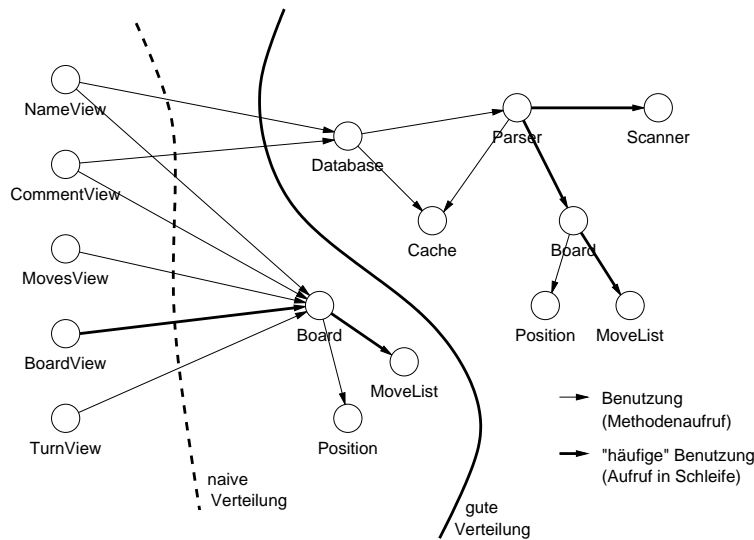 NameView
Parser
Scanner
Database
CommentView
Cache
Board
MovesView
Board
Position
MoveList
BoardView
MoveList
TurnView
Position
Benutzung
(Methodenaufruf)
"häufige" Benutzung
(Aufruf in Schleife)
naive
Verteilung
gute
Verteilung